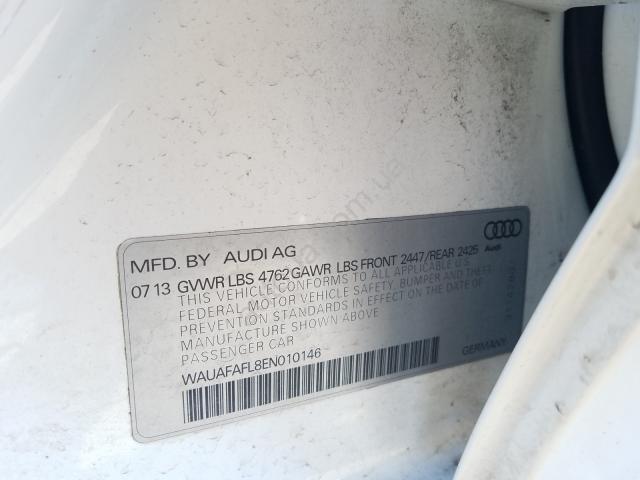 MFD. BY AUDI AG
07 13 GVWR LBS 4762 GAWR LBS FRONT 2447/REAR 2425
Audi
THIS VEHICLE CONFORMS TO ALL APPLICABLE U.S.
FEDERAL MOTOR VEHICLE SAFETY, BUMPER AND THEFT
PREVENTION STANDARDS IN EFFECT ON THE DATE OF
MANUFACTURE SHOWN ABOVE
PASSENGER CAR
GERMANY
WAUAFAFL8EN010146